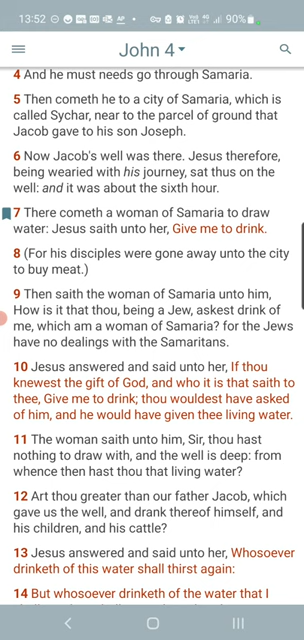 13:52
90%
John 4
4 And he must needs go through Samaria.
5 Then cometh he to a city of Samaria, which is
called Sychar, near to the parcel of ground that
Jacob gave to his son Joseph.
6 Now Jacob's well was there. Jesus therefore,
being wearied with his journey, sat thus on the
well: and it was about the sixth hour.
7 There cometh a woman of Samaria to draw
water: Jesus saith unto her, Give me to drink.
8 (For his disciples were gone away unto the city
to buy meat.)
9 Then saith the woman of Samaria unto him,
How is it that thou, being a Jew, askest drink of
me, which am a woman of Samaria? for the Jews
have no dealings with the Samaritans.
10 Jesus answered and said unto her, If thou
knewest the gift of God, and who it is that saith to
thee, Give me to drink; thou wouldest have asked
of him, and he would have given thee living water.
11 The woman saith unto him, Sir, thou hast
nothing to draw with, and the well is deep: from
whence then hast thou that living water?
12 Art thou greater than our father Jacob, which
gave us the well, and drank thereof himself, and
his children, and his cattle?
13 Jesus answered and said unto her, Whosoever
drinketh of this water shall thirst again:
14 But whosoever drinketh of the water that I